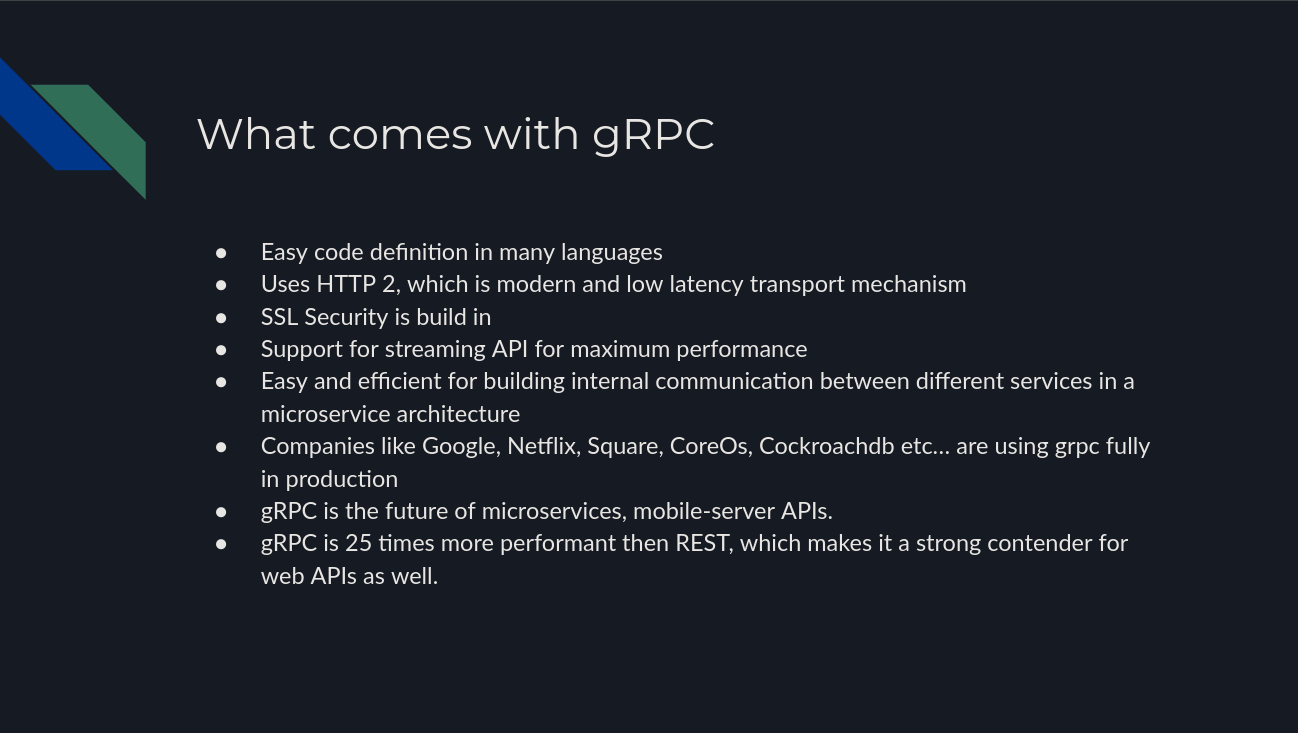 What comes with gRPC
● Easy code definition in many languages
● Uses HTTP 2, which is modern and low latency transport mechanism
● SSL Security is build in
● Support for streaming API for maximum performance
● Easy and efficient for building internal communication between different services in a
microservice architecture
● Companies like Google, Netflix, Square, CoreOs, Cockroachdb etc... are using grpc fully
in production
● gRPC is the future of microservices, mobile-server APIs.
● gRPC is 25 times more performant then REST, which makes it a strong contender for
web APIs as well.